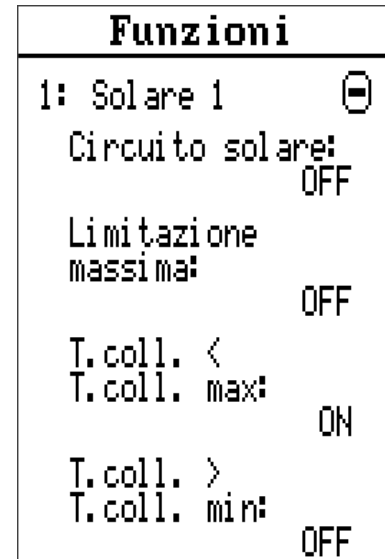 Funzioni
1: Solare 1
Circuito solare:
OFF
Limitazione
massima:
OFF
T.coll. <
T.coll. max:
ON
T.coll. >
T.coll. min:
OFF